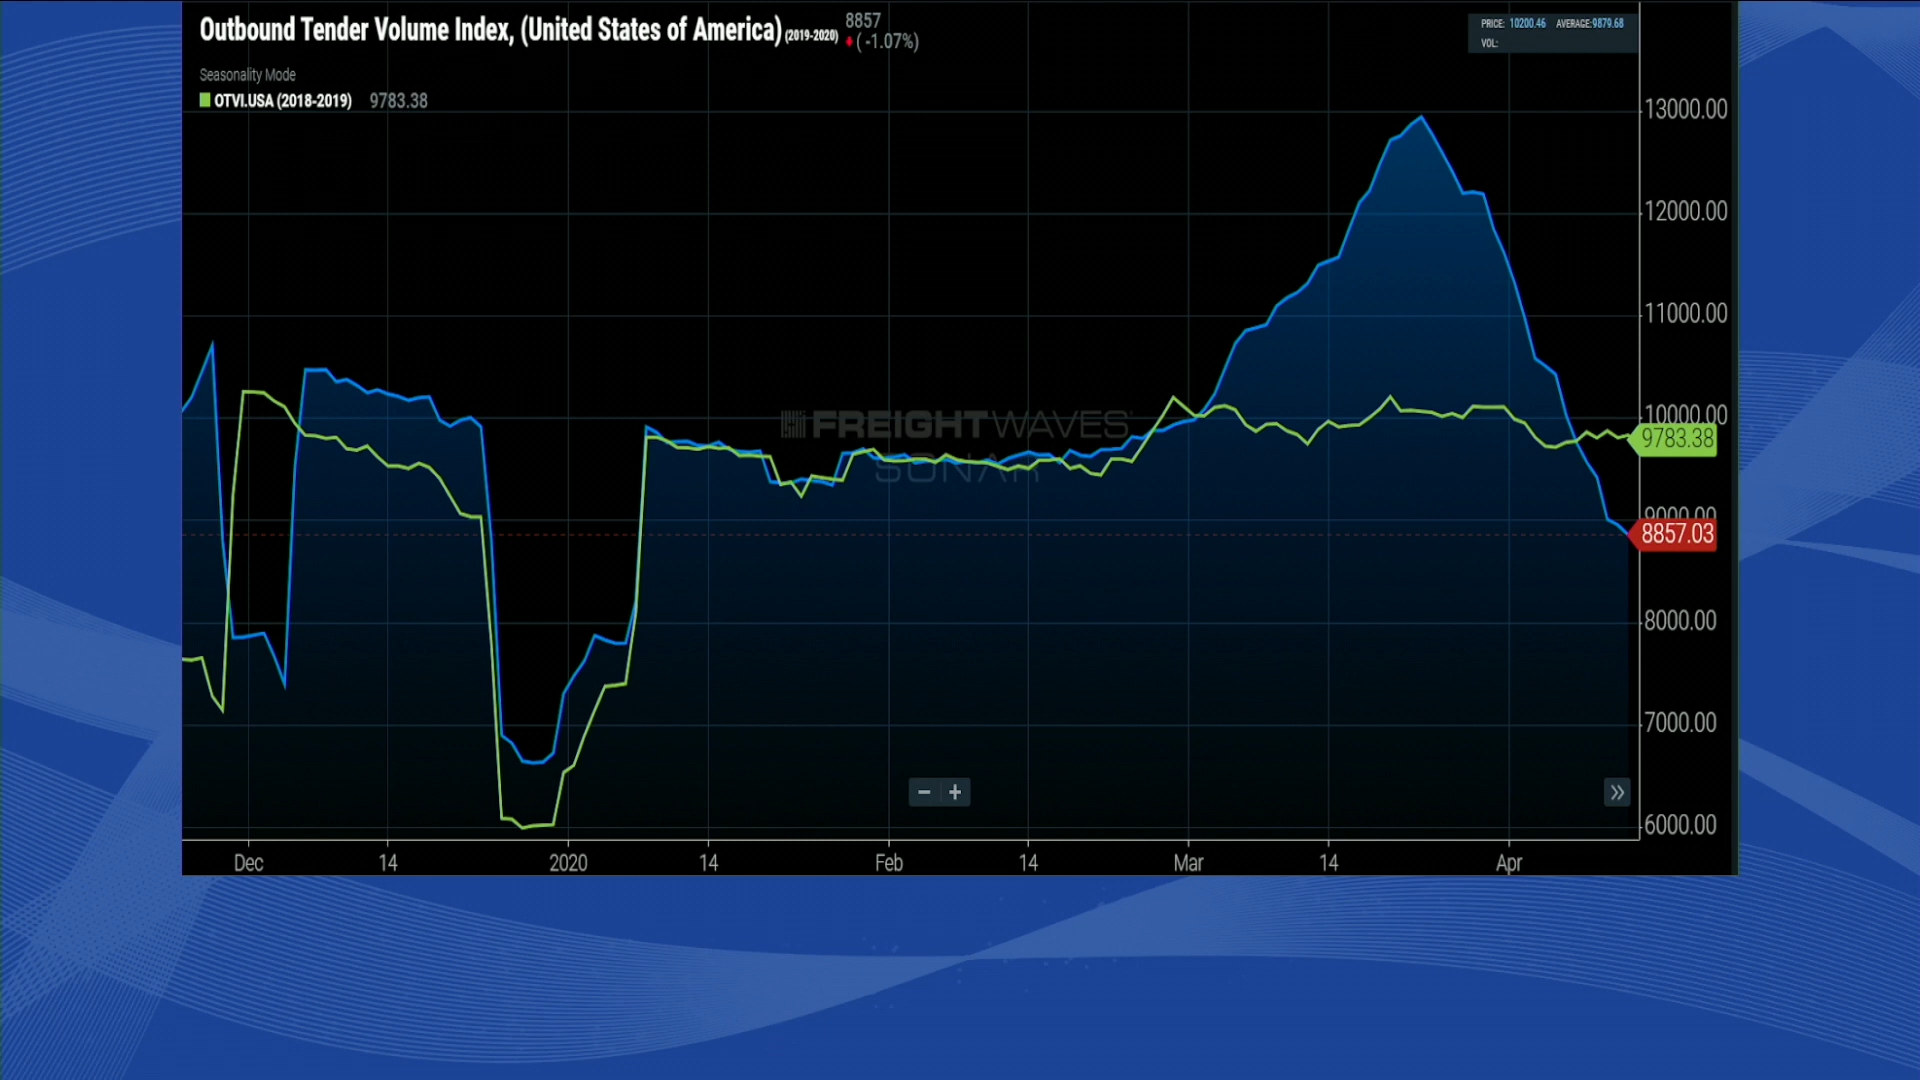 Outbound Tender Volume Index, (United States of America) (2019-2020)
8857
(-1.07%)
PRICE: 10200.46 AVERAGE:9879.68
VOL:
Seasonality Mode
OTVI.USA (2018-2019) 9783.38
13000.00
12000.00
11000.00
10000.00
9783.38
9000.00
8857.03
8000.00
7000.00
6000.00
FREIGHTWAVES
SONAR
− +
»
Dec 14 2020 14 Feb 14 Mar 14 Apr